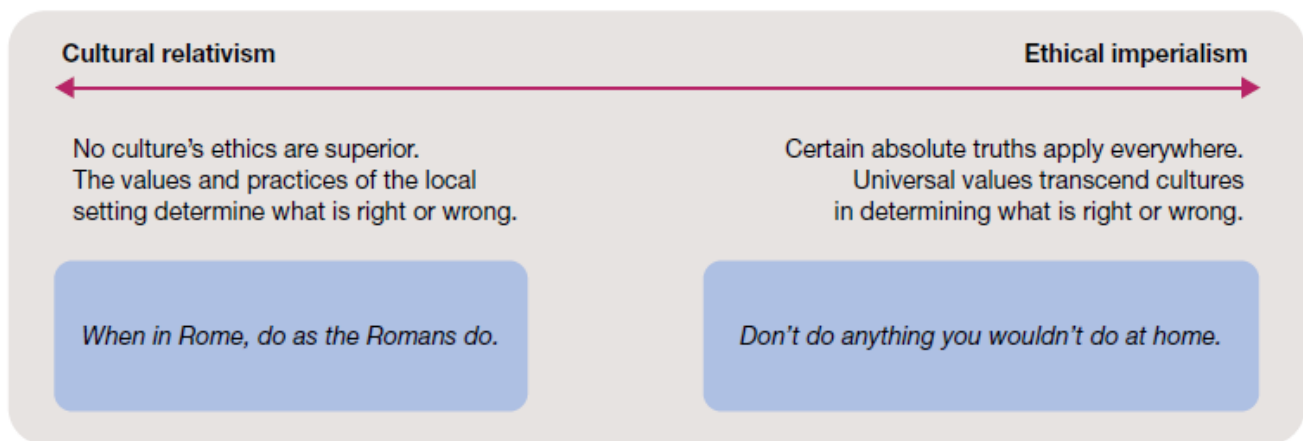 Cultural relativism
Ethical imperialism
No culture’s ethics are superior.
The values and practices of the local
setting determine what is right or wrong.
Certain absolute truths apply everywhere.
Universal values transcend cultures
in determining what is right or wrong.
When in Rome, do as the Romans do.
Don’t do anything you wouldn’t do at home.